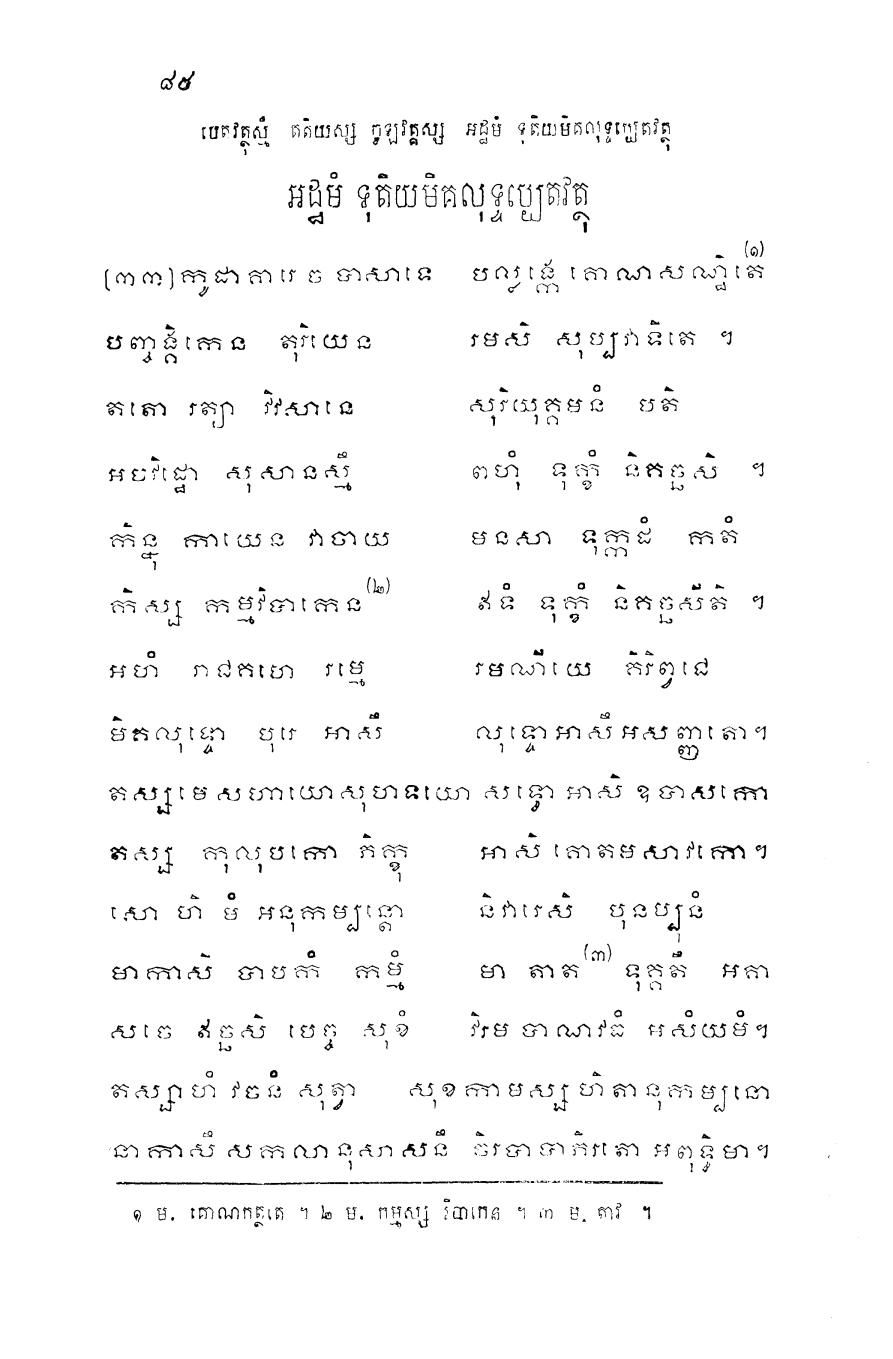 ៨៥
បេតវត្ថុស្មឹ តតិយស្ស ចូឡវគ្គស្ស អដ្ឋមំ ទុតិយមិគលុទ្ទប្បេតវត្ថុ
អដ្ឋមំ ទុតិយមិគលុទ្ទប្បេតវត្ថុ
(៣៣) កូដាគារេ ច បាសាទេ បល្លង្កេ គោណសណ្ឋិតេ (១)
បញ្ចង្គិកេន តុរិយេន រមសិ សុប្បវាទិតេ ។
តតោ រត្យា វិវសានេ សុរិយុគ្គមនំ បតិ
អបវិដ្ឋោ សុសានស្មឹ ពហុំ ទុក្ខំ និគច្ឆសិ ។
កិន្នុ កាយេន វាចាយ មនសា ទុក្កដំ កតំ
កិស្ស កម្មវិបាកេន (២) ឥទំ ទុក្ខំ និគច្ឆសីតិ ។
អហំ រាជគហេ រម្មេ រមណីយេ គិរិព្វជេ
មិគលុទ្ទោ បុរេ អាសឹ លុទ្ទោ អាសឹ អសញ្ញតោ។
តស្ស មេ សហាយោ សុហទយោ សទ្ធោ អាសិ ឧបាសកោ
តស្ស កុលុបកោ ភិក្ខុ អាសិ គោតមសាវកោ។
សោ ហិ មំ អនុកម្បន្តោ និវារេសិ បុនប្បុនំ
មាកាសិ បាបកំ កម្មំ មា តាត (៣) ទុគ្គតឹ អគា
សចេ ឥច្ឆសិ បេច្ច សុខំ វិរម បាណវធំ អសំយមំ។
តស្សាហំ វចនំ សុត្វា សុខកាមស្ស ហិតានុកម្បនោ
នាកាសឹ សកលានុសាសនឹ ចិរបាបាភិរតោ អពុទ្ធិមា។
១ ម. គោណកត្ថតេ ។ ២ ម. កម្មស្ស វិបាកេន ។ ៣ ម. តាវ ។